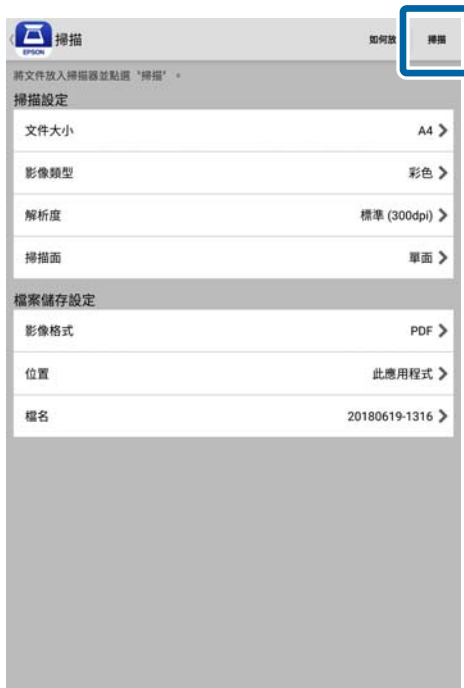 EPSON
掃描
如何放
掃描
將文件放入掃描器並點選〝掃描〞。
掃描設定
文件大小 A4
影像類型 彩色
解析度 標準 (300dpi)
掃描面 單面
檔案儲存設定
影像格式 PDF
位置 此應用程式
檔名 20180619-1316